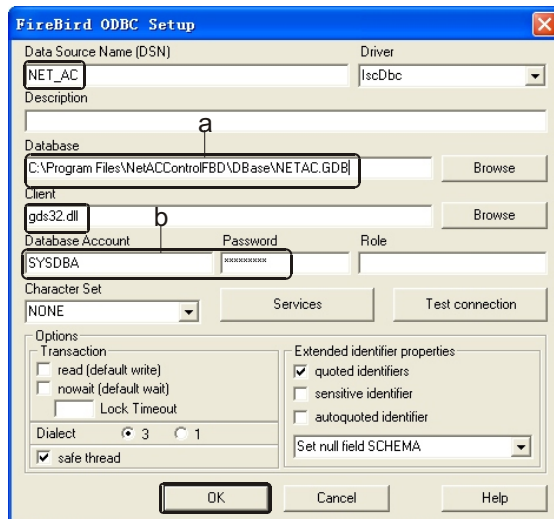 FireBird ODBC Setup
Data Source Name (DSN) Driver
NET_AC IscDbc
Description
a
Database
C:\Program Files\NetACControlFBD\DBase\NETAC.GDB Browse
Client
gds32.dll Browse
b
Database Account Password Role
SYSDBA xxxxxxxxx
Character Set
NONE Services Test connection
Options
Transaction Extended identifier properties
read (default write) quoted identifiers
nowait (default wait) sensitive identifier
Lock Timeout autoquoted identifier
Dialect 3 1 Set null field SCHEMA
safe thread
OK Cancel Help